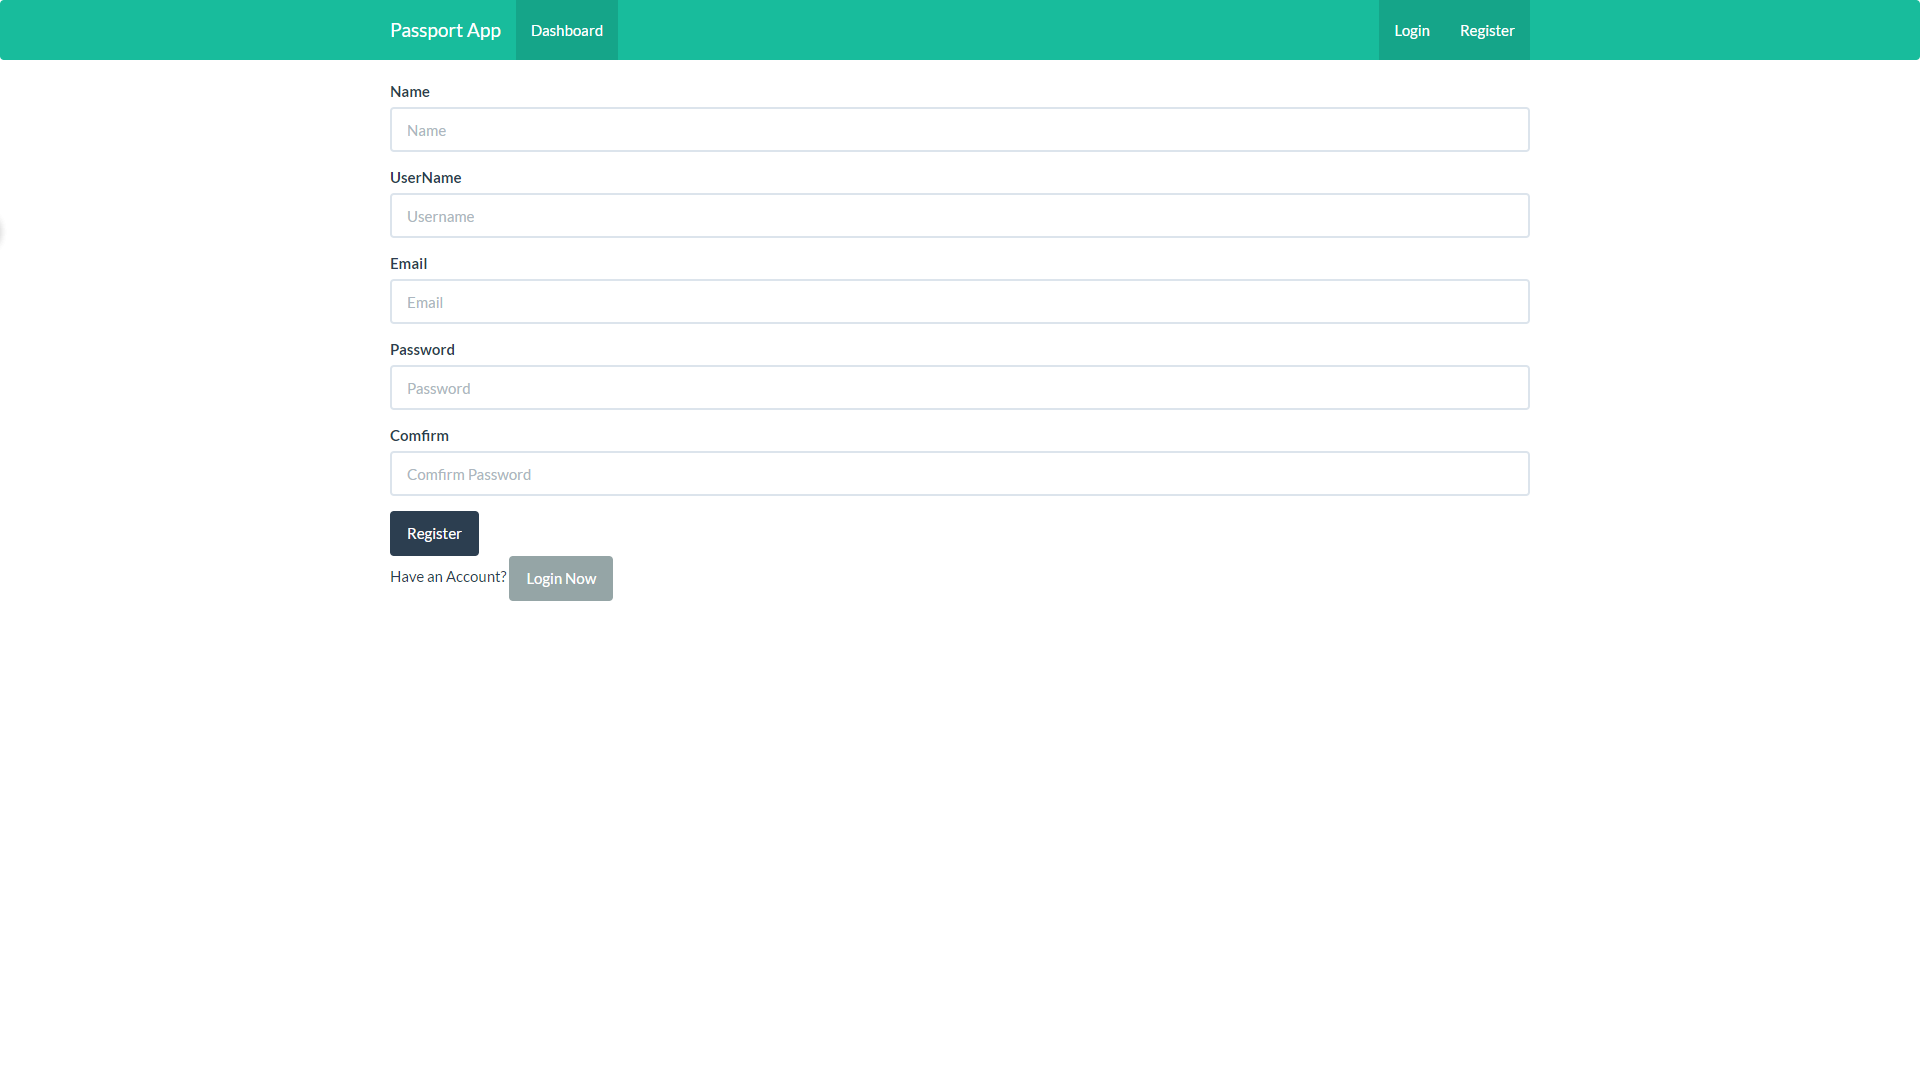 Passport App Dashboard Login Register
Name
Name
UserName
Username
Email
Email
Password
Password
Comfirm
Comfirm Password
Register
Have an Account? Login Now